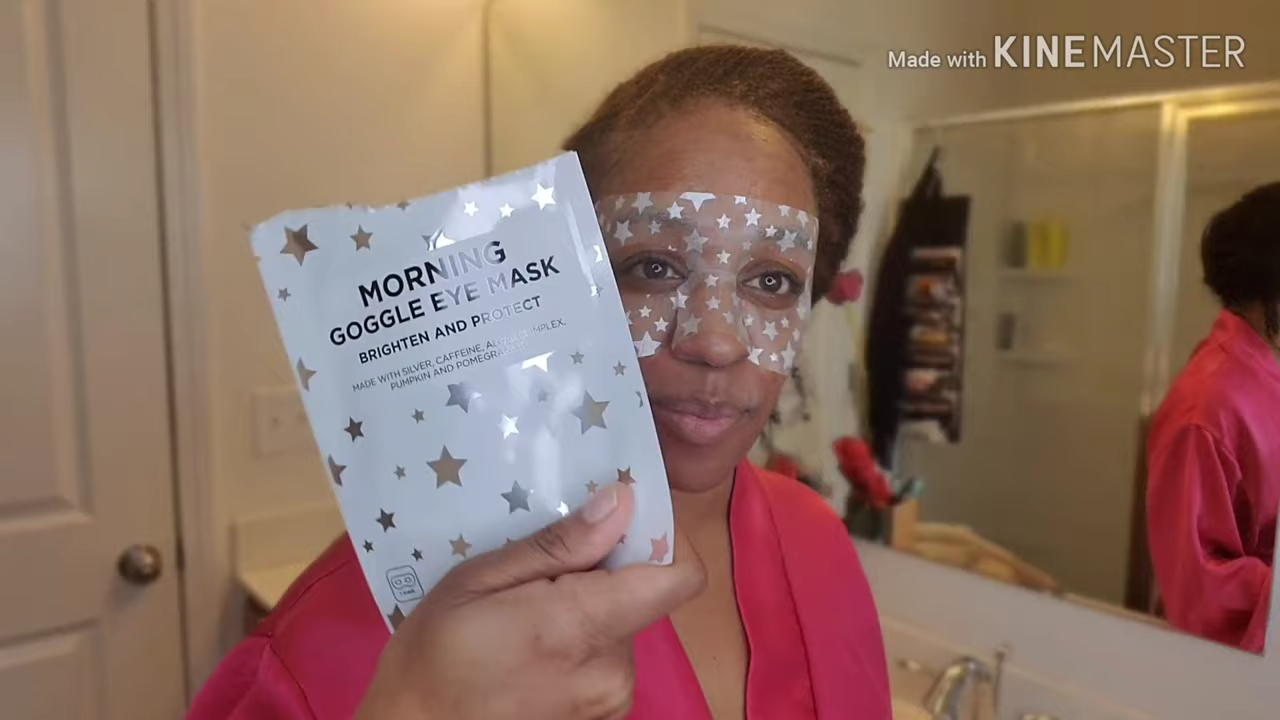 Made with KINEMASTER
MORNING
GOGGLE EYE MASK
BRIGHTEN AND PROTECT
MADE WITH SILVER, CAFFEINE,
PUMPKIN AND